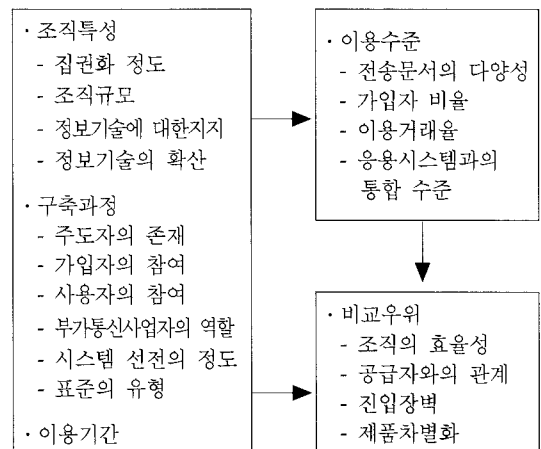 · 조직특성
- 집권화 정도
- 조직규모
- 정보기술에 대한지지
- 정보기술의 확산
· 구축과정
- 주도자의 존재
- 가입자의 참여
- 사용자의 참여
- 부가통신사업자의 역할
- 시스템 선전의 정도
- 표준의 유형
· 이용기간
· 이용수준
- 전송문서의 다양성
- 가입자 비율
- 이용거래율
- 응용시스템과의
통합 수준
· 비교우위
- 조직의 효율성
- 공급자와의 관계
- 진입장벽
- 제품차별화